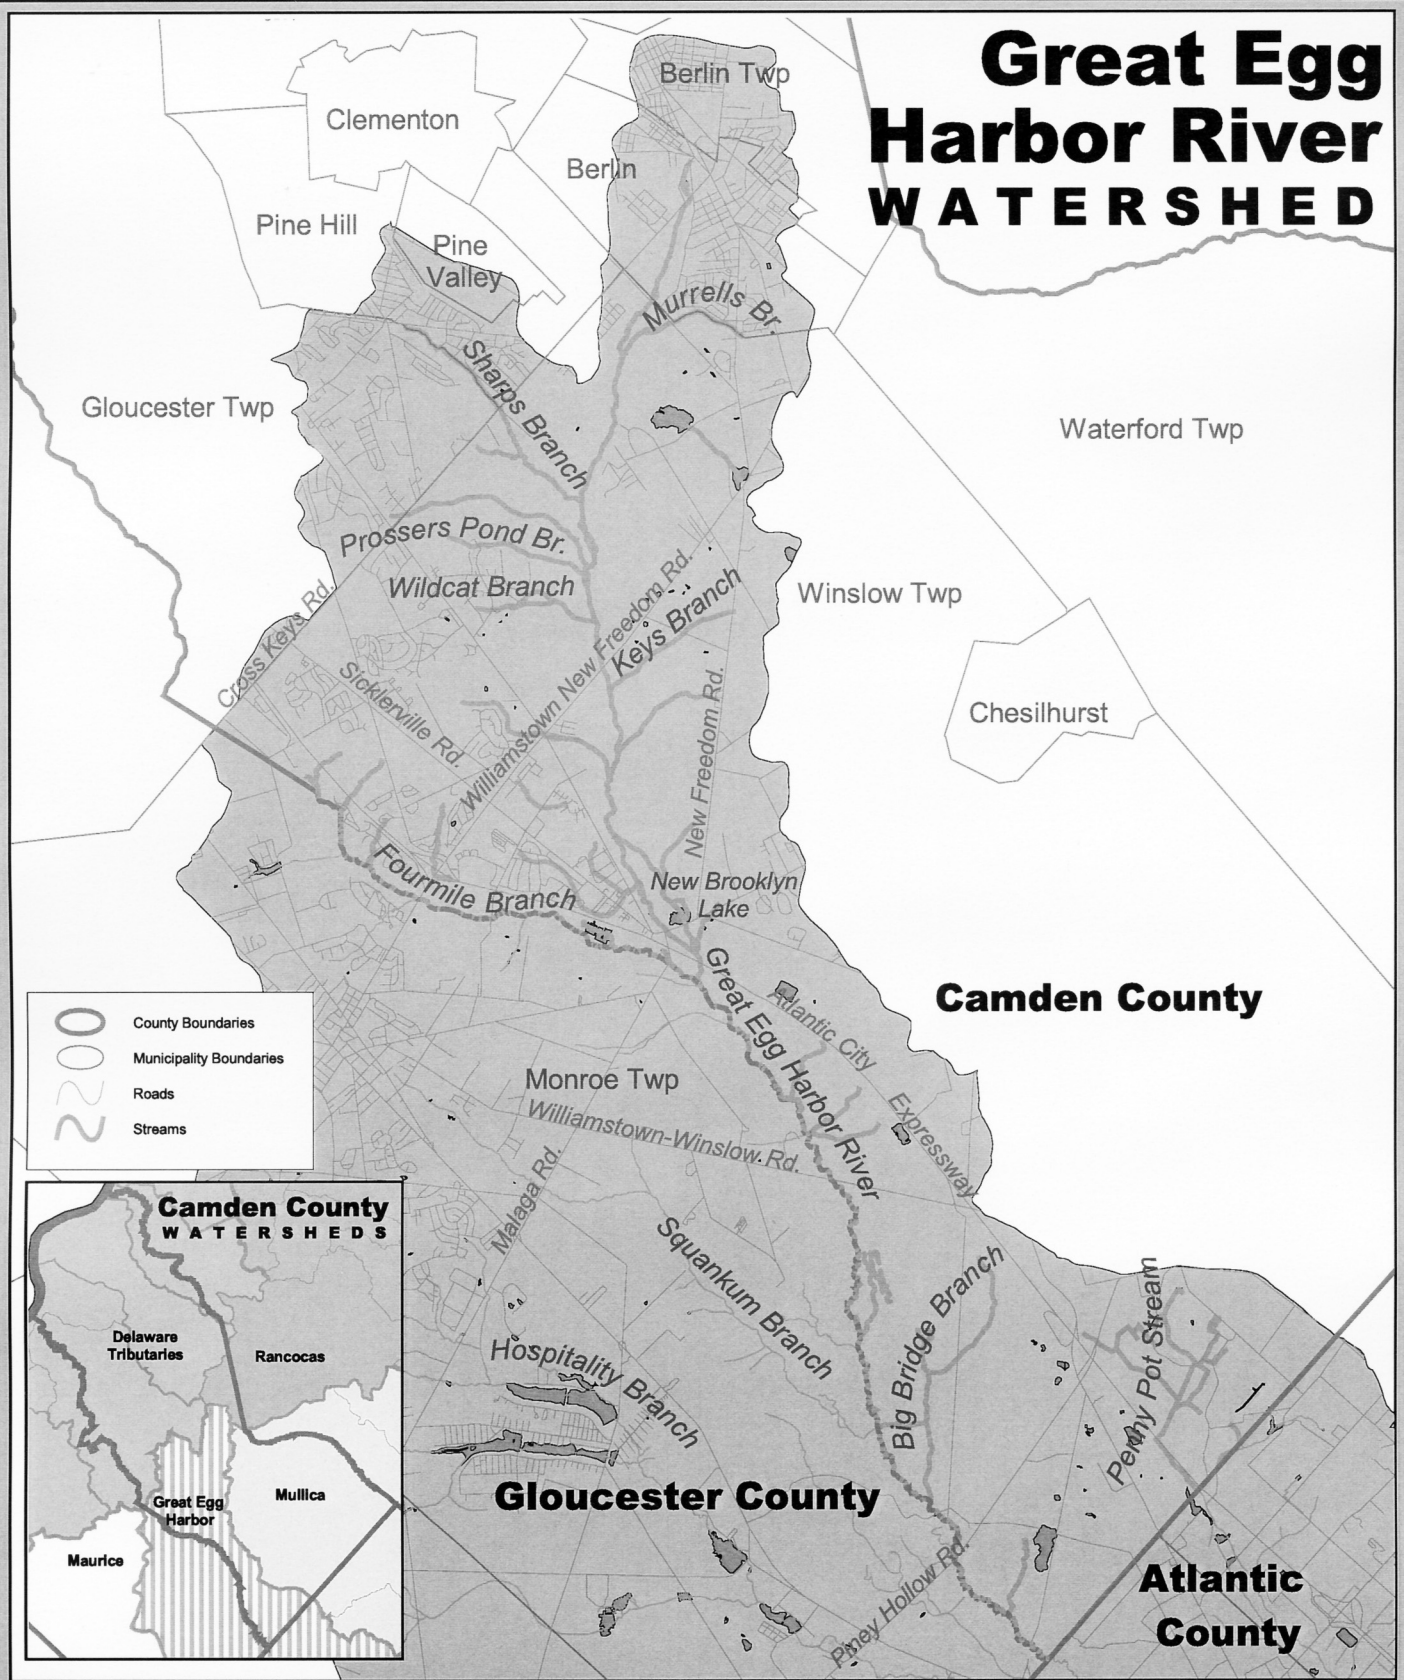 Great Egg
Harbor River
WATERSHED
Berlin Twp
Clementon
Berlin
Pine Hill
Pine
Valley
Murrells Br.
Sharps Branch
Gloucester Twp
Waterford Twp
Prossers Pond Br.
Wildcat Branch
Winslow Twp
Cross Keys Rd.
Williamstown New Freedom Rd.
Keys Branch
Sicklerville Rd.
New Freedom Rd.
Chesilhurst
Fourmile Branch
New Brooklyn
Lake
Camden County
Great Egg Harbor River
Atlantic City
Expressway
County Boundaries
Municipality Boundaries
Roads
Streams
Monroe Twp
Williamstown-Winslow Rd.
Malaga Rd.
Squankum Branch
Big Bridge Branch
Penny Pot Stream
Hospitality Branch
Gloucester County
Piney Hollow Rd.
Atlantic
County
Camden County
WATERSHEDS
Delaware
Tributaries
Rancocas
Great Egg
Harbor
Mullica
Maurice